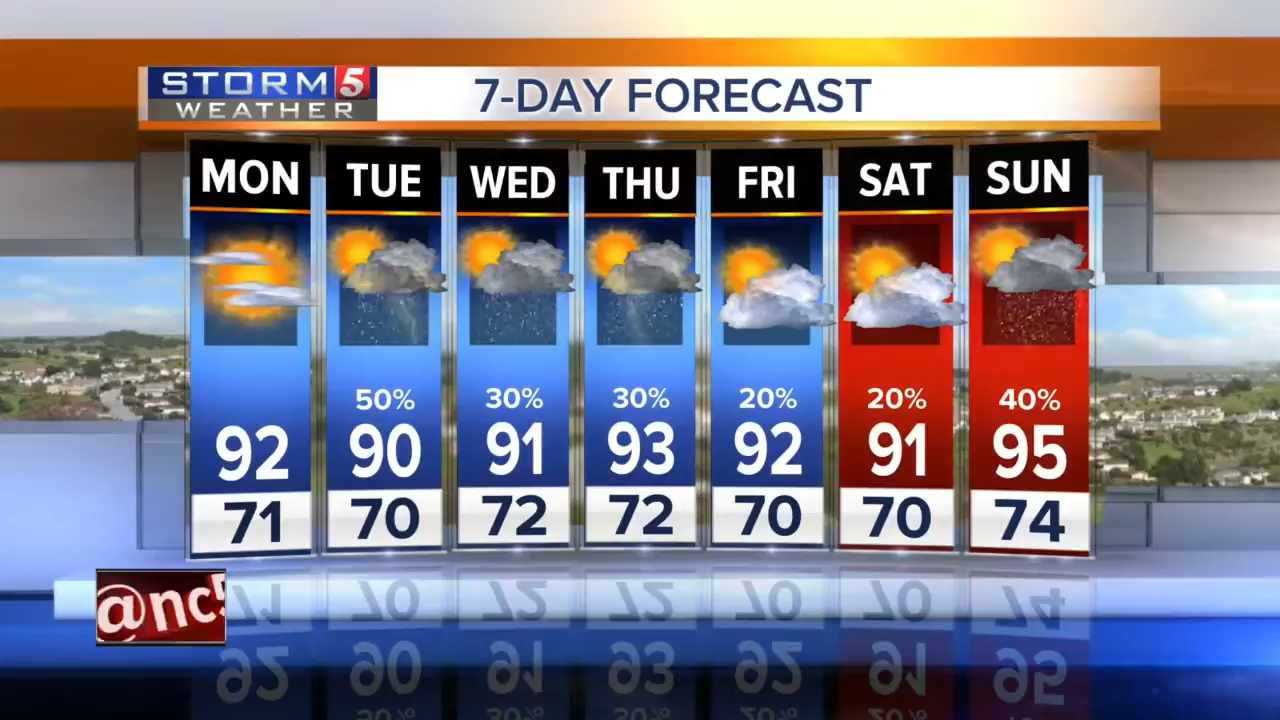 STORM 5
WEATHER
7-DAY FORECAST
MON TUE WED THU FRI SAT SUN
50% 30% 30% 20% 20% 40%
92 90 91 93 92 91 95
71 70 72 72 70 70 74
@nc5